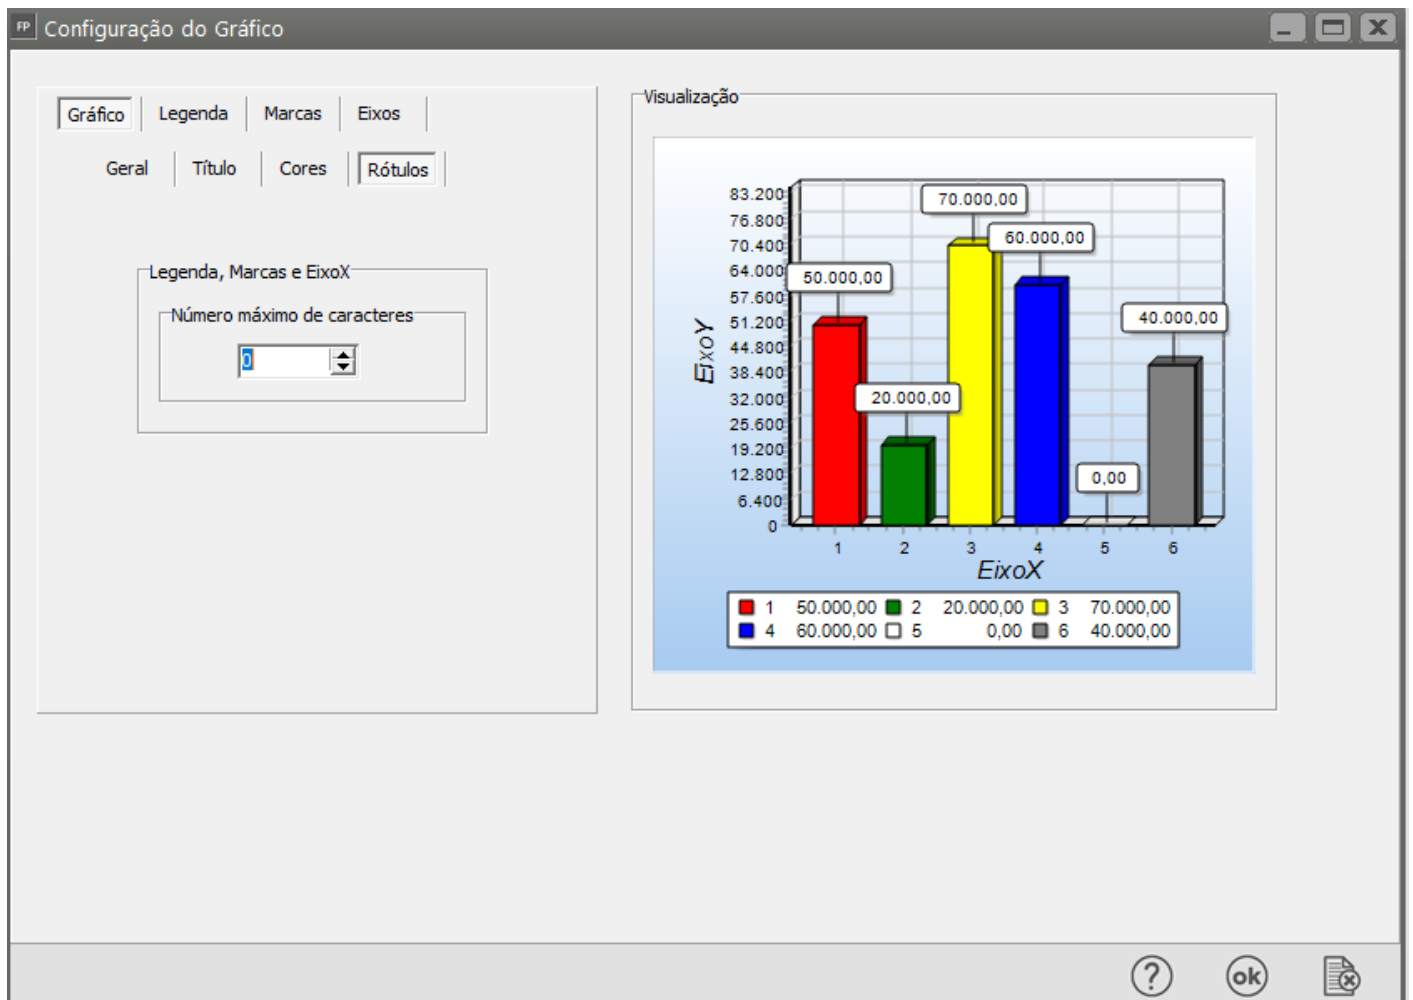 FP Configuração do Gráfico
Gráfico Legenda Marcas Eixos
Geral Título Cores Rótulos
Legenda, Marcas e EixoX
Número máximo de caracteres
0
Visualização
83.200
76.800
70.400
64.000
57.600
51.200
44.800
38.400
32.000
25.600
19.200
12.800
6.400
0
EixoY
50.000,00
20.000,00
70.000,00
60.000,00
0,00
40.000,00
1 2 3 4 5 6
EixoX
1 50.000,00 2 20.000,00 3 70.000,00
4 60.000,00 5 0,00 6 40.000,00
? ok